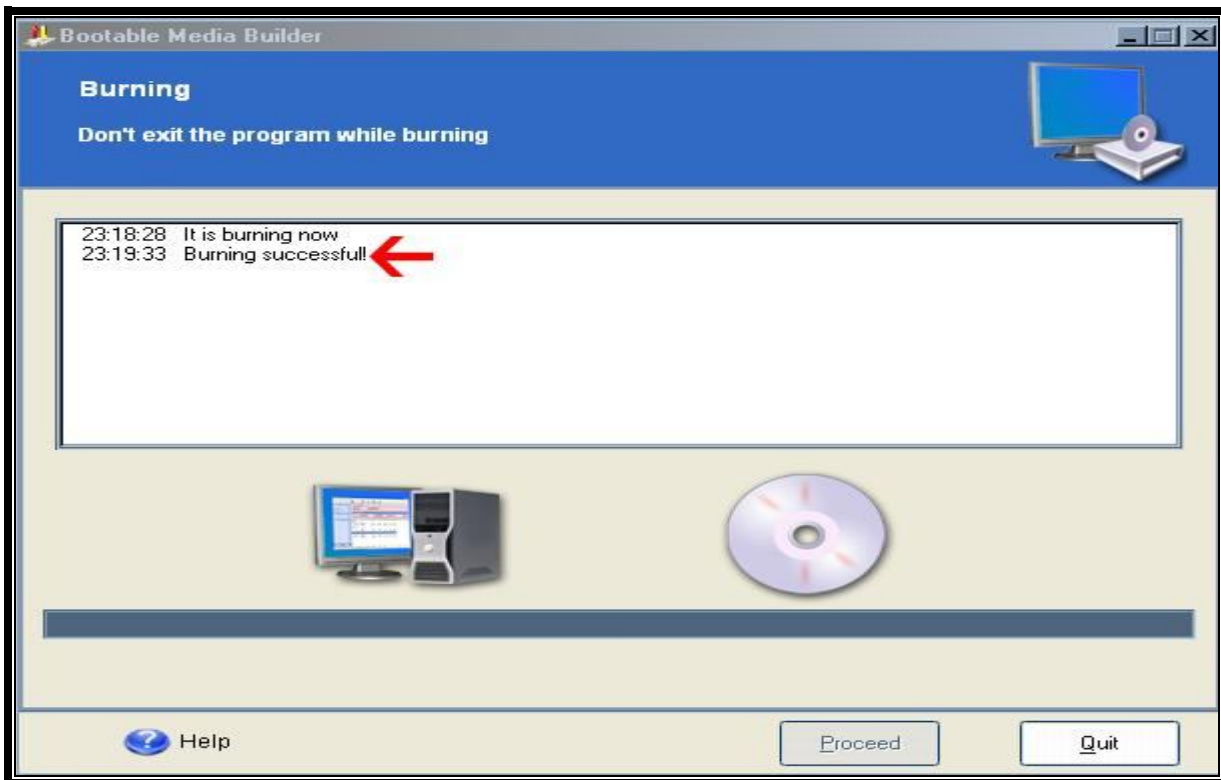 Bootable Media Builder
Burning
Don't exit the program while burning
23:18:28 It is burning now
23:19:33 Burning successful!
Help
Proceed
Quit